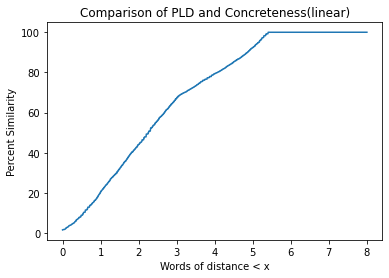 Comparison of PLD and Concreteness(linear)
Percent Similarity
100
80
60
40
20
0
0 1 2 3 4 5 6 7 8
Words of distance < x